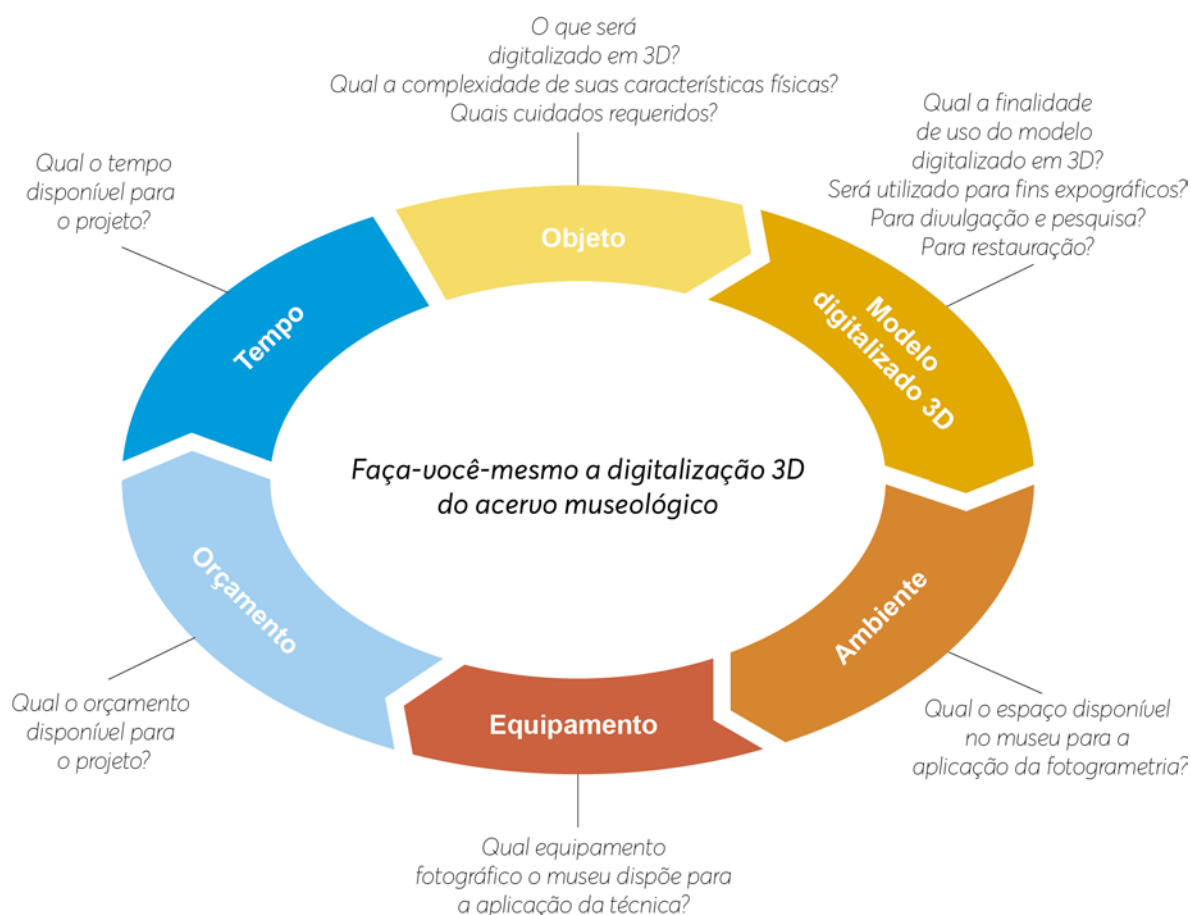 O que será
digitalizado em 3D?
Qual a complexidade de suas características físicas?
Quais cuidados requeridos?
Objeto
Qual a finalidade
de uso do modelo
digitalizado em 3D?
Será utilizado para fins expográficos?
Para divulgação e pesquisa?
Para restauração?
Modelo
digitalizado 3D
Ambiente
Qual o espaço disponível
no museu para a
aplicação da fotogrametria?
Equipamento
Qual equipamento
fotográfico o museu dispõe para
a aplicação da técnica?
Orçamento
Qual o orçamento
disponível para
o projeto?
Tempo
Qual o tempo
disponível para
o projeto?
Faça-você-mesmo a digitalização 3D
do acervo museológico